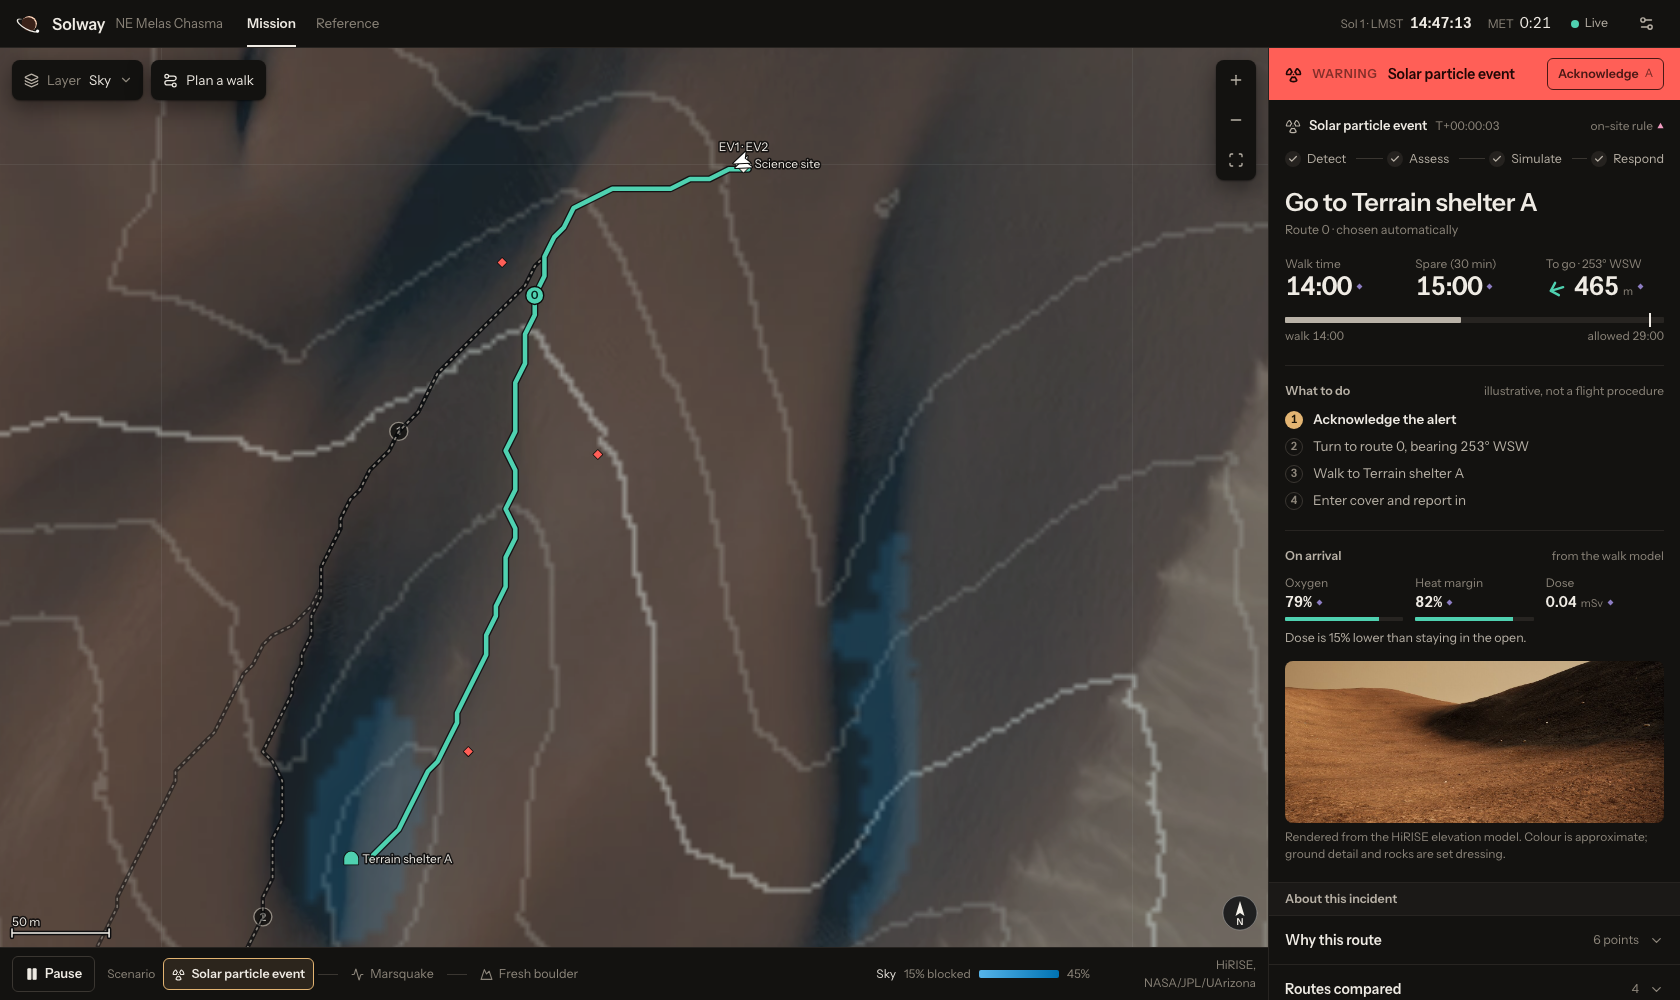 Solway NE Melas Chasma Mission Reference
Sol 1 · LMST 14:47:13 MET 0:21 Live
Layer Sky Plan a walk
EV1 · EV2
Science site
0
1
2
Terrain shelter A
50 m
N
WARNING Solar particle event Acknowledge A
Solar particle event T+00:00:03 on-site rule
Detect Assess Simulate Respond
Go to Terrain shelter A
Route 0 · chosen automatically
Walk time Spare (30 min) To go · 253° WSW
14:00 15:00 465 m
walk 14:00 allowed 29:00
What to do illustrative, not a flight procedure
1 Acknowledge the alert
2 Turn to route 0, bearing 253° WSW
3 Walk to Terrain shelter A
4 Enter cover and report in
On arrival from the walk model
Oxygen Heat margin Dose
79% 82% 0.04 mSv
Dose is 15% lower than staying in the open.
Rendered from the HiRISE elevation model. Colour is approximate;
ground detail and rocks are set dressing.
About this incident
Why this route 6 points
Routes compared 4
Pause Scenario Solar particle event Marsquake Fresh boulder
Sky 15% blocked 45%
HiRISE,
NASA/JPL/UArizona